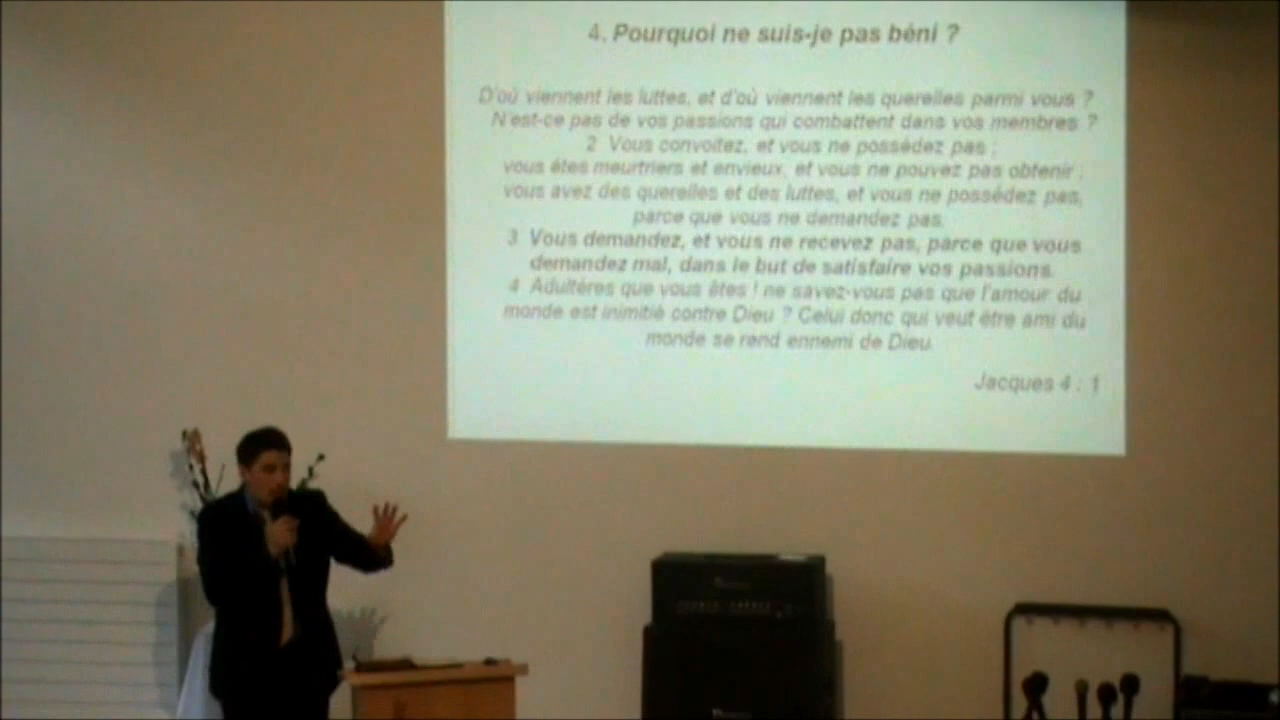 4. Pourquoi ne suis-je pas béni ?
D'où viennent les luttes, et d'où viennent les querelles parmi vous ?
N'est-ce pas de vos passions qui combattent dans vos membres ?
2 Vous convoitez, et vous ne possédez pas ;
vous êtes meurtriers et envieux, et vous ne pouvez pas obtenir ;
vous avez des querelles et des luttes, et vous ne possédez pas,
parce que vous ne demandez pas.
3 Vous demandez, et vous ne recevez pas, parce que vous
demandez mal, dans le but de satisfaire vos passions.
4 Adultères que vous êtes ! ne savez-vous pas que l'amour du
monde est inimitié contre Dieu ? Celui donc qui veut être ami du
monde se rend ennemi de Dieu.
Jacques 4 : 1